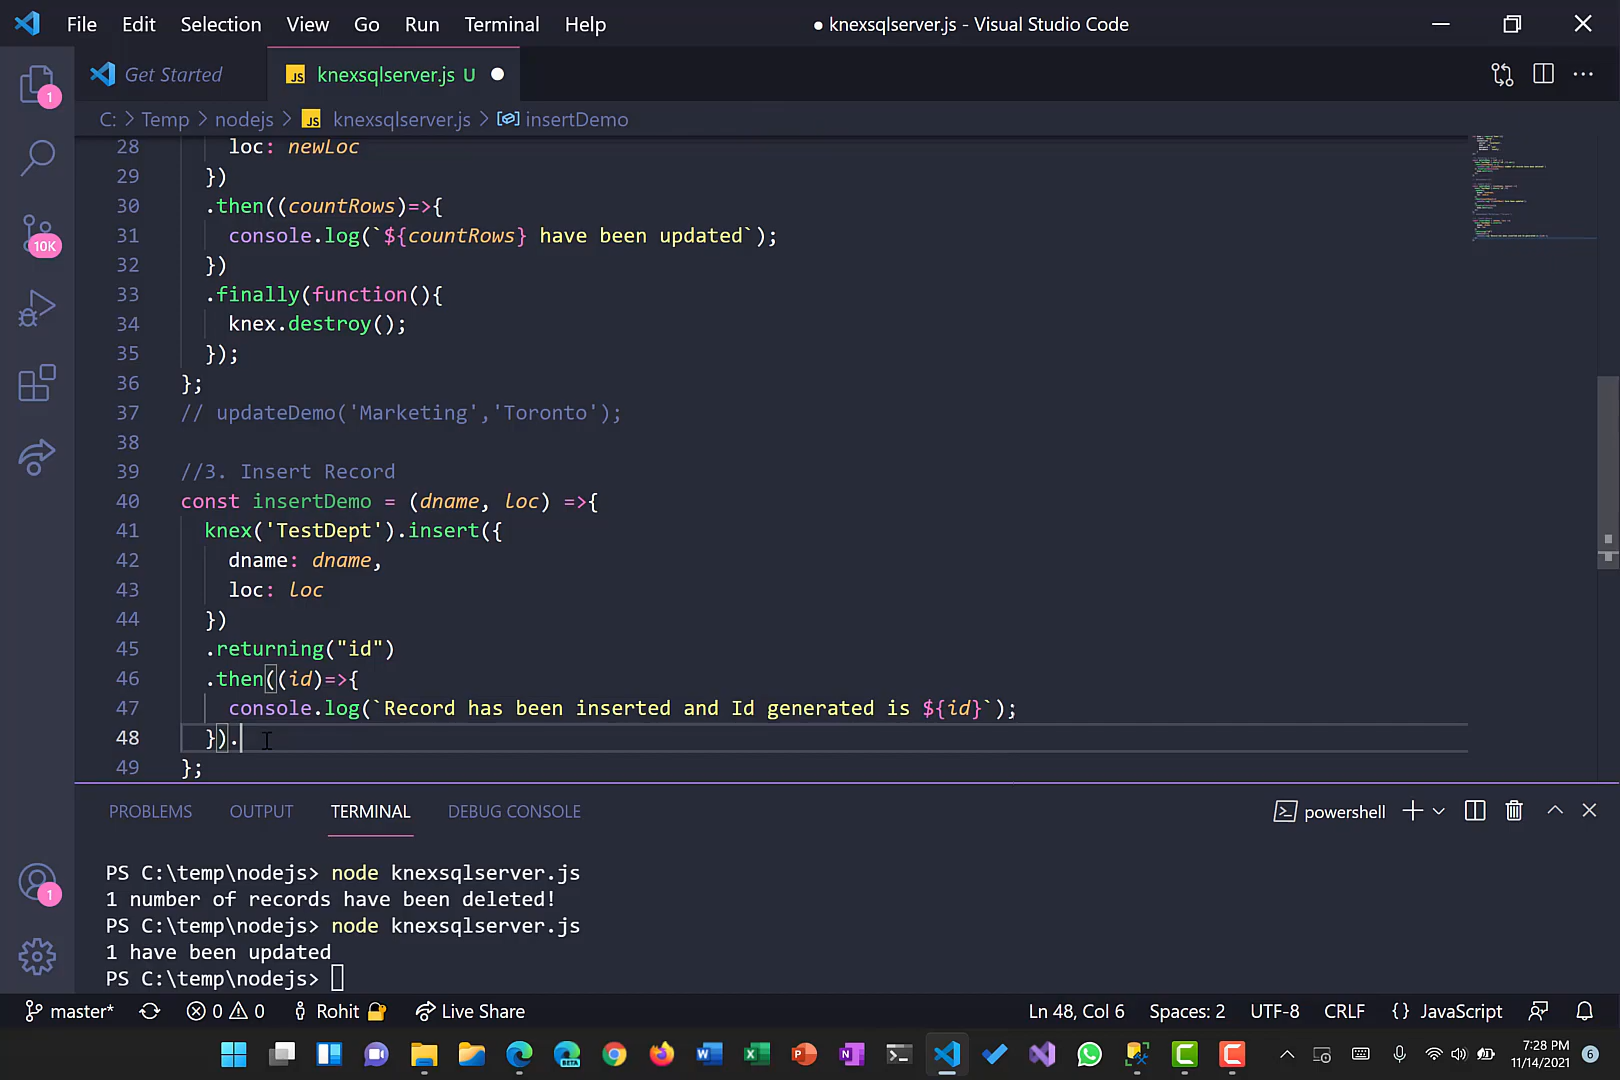 File Edit Selection View Go Run Terminal Help
● knexsqlserver.js - Visual Studio Code
Get Started
JS knexsqlserver.js U
C: > Temp > nodejs > JS knexsqlserver.js > insertDemo
28 loc: newLoc
29 })
30 .then((countRows)=>{
31 console.log(`${countRows} have been updated`);
32 })
33 .finally(function(){
34 knex.destroy();
35 });
36 };
37 // updateDemo('Marketing','Toronto');
38
39 //3. Insert Record
40 const insertDemo = (dname, loc) =>{
41 knex('TestDept').insert({
42 dname: dname,
43 loc: loc
44 })
45 .returning("id")
46 .then((id)=>{
47 console.log(`Record has been inserted and Id generated is ${id}`);
48 }).
49 };
1
10K
1
PROBLEMS OUTPUT TERMINAL DEBUG CONSOLE
powershell
PS C:\temp\nodejs> node knexsqlserver.js
1 number of records have been deleted!
PS C:\temp\nodejs> node knexsqlserver.js
1 have been updated
PS C:\temp\nodejs>
master* 0 0 Rohit Live Share
Ln 48, Col 6 Spaces: 2 UTF-8 CRLF {} JavaScript
BETA
7:28 PM
11/14/2021
6